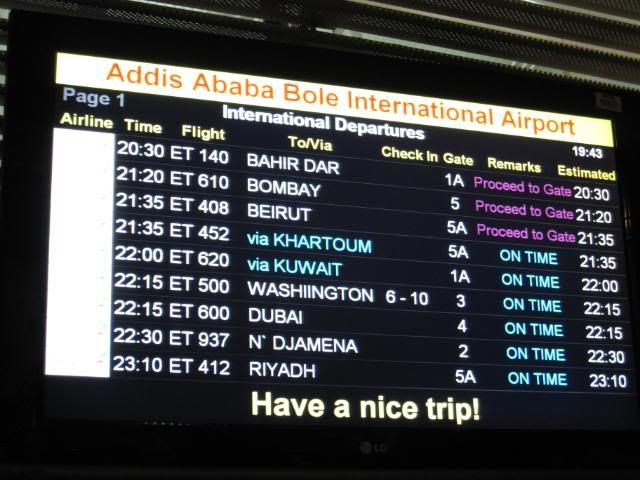 Addis Ababa Bole International Airport
Page 1
International Departures
19:43
Airline Time Flight To/Via Check In Gate Remarks Estimated
20:30 ET 140 BAHIR DAR 1A Proceed to Gate 20:30
21:20 ET 610 BOMBAY 5 Proceed to Gate 21:20
21:35 ET 408 BEIRUT 5A Proceed to Gate 21:35
21:35 ET 452 via KHARTOUM 5A ON TIME 21:35
22:00 ET 620 via KUWAIT 1A ON TIME 22:00
22:15 ET 500 WASHIINGTON 6 - 10 3 ON TIME 22:15
22:15 ET 600 DUBAI 4 ON TIME 22:15
22:30 ET 937 N` DJAMENA 2 ON TIME 22:30
23:10 ET 412 RIYADH 5A ON TIME 23:10
Have a nice trip!
LG